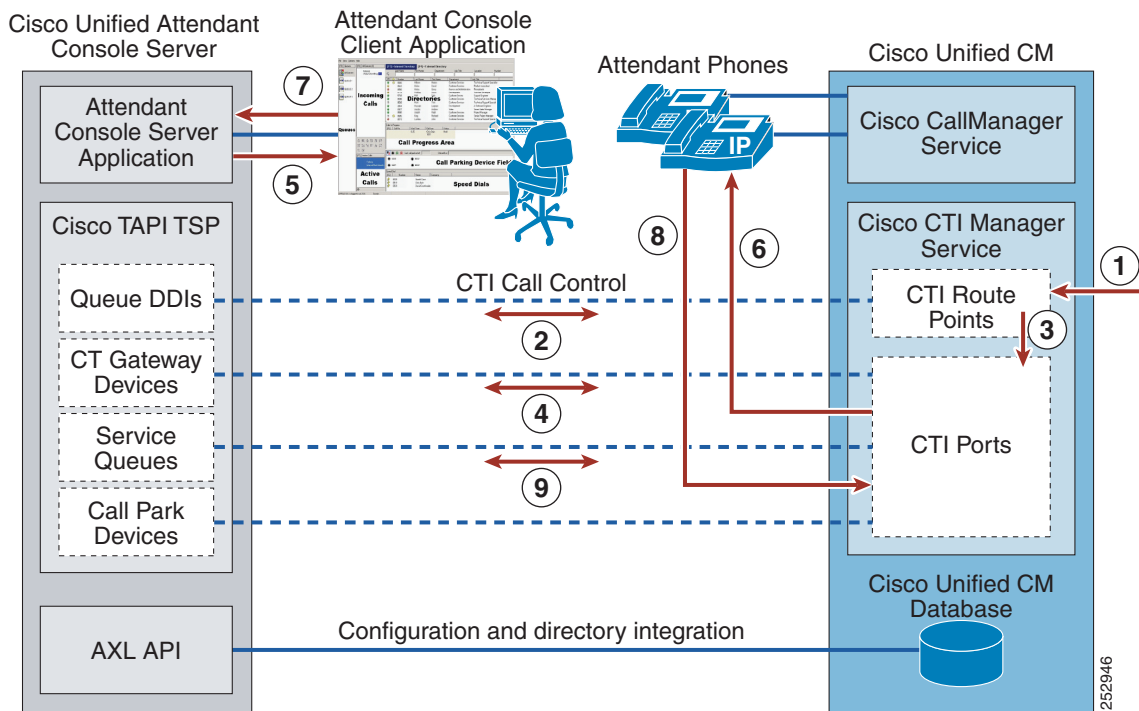 Cisco Unified Attendant
Console Server
Attendant Console
Client Application
Attendant Phones
Cisco Unified CM
Attendant
Console Server
Application
7
5
Incoming
Calls
Directories
Queues
Call Progress Area
Call Parking Device Field
Active
Calls
Speed Dials
IP
Cisco CallManager
Service
Cisco TAPI TSP
8
6
Cisco CTI Manager
Service
1
Queue DDIs
CTI Call Control
2
CTI Route
Points
3
CT Gateway
Devices
4
Service
Queues
9
CTI Ports
Call Park
Devices
Cisco Unified CM
Database
AXL API
Configuration and directory integration
252946